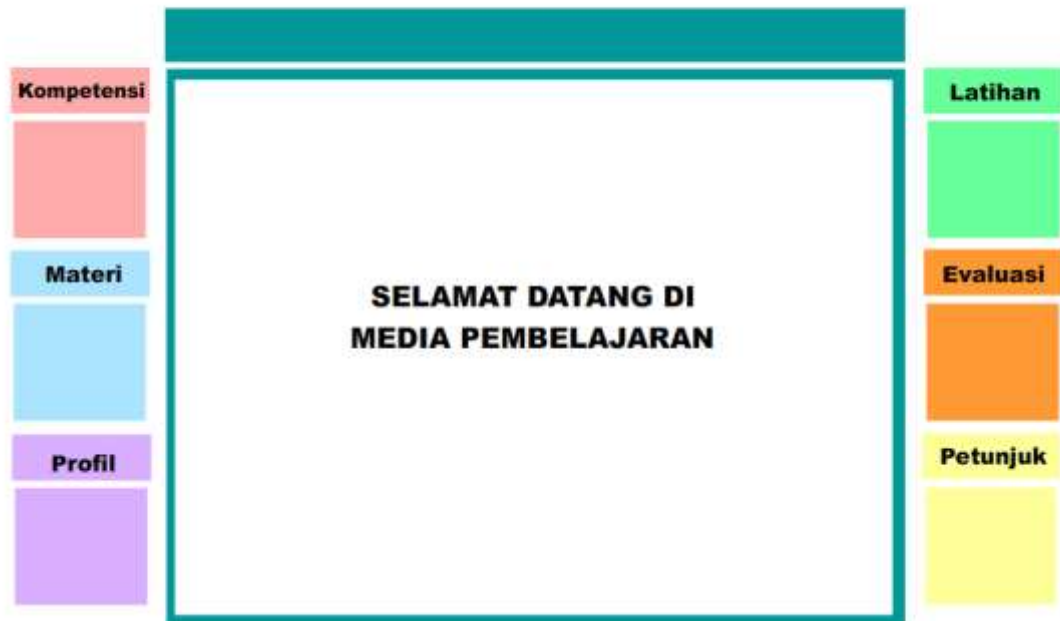 Kompetensi
Materi
Profil
SELAMAT DATANG DI
MEDIA PEMBELAJARAN
Latihan
Evaluasi
Petunjuk